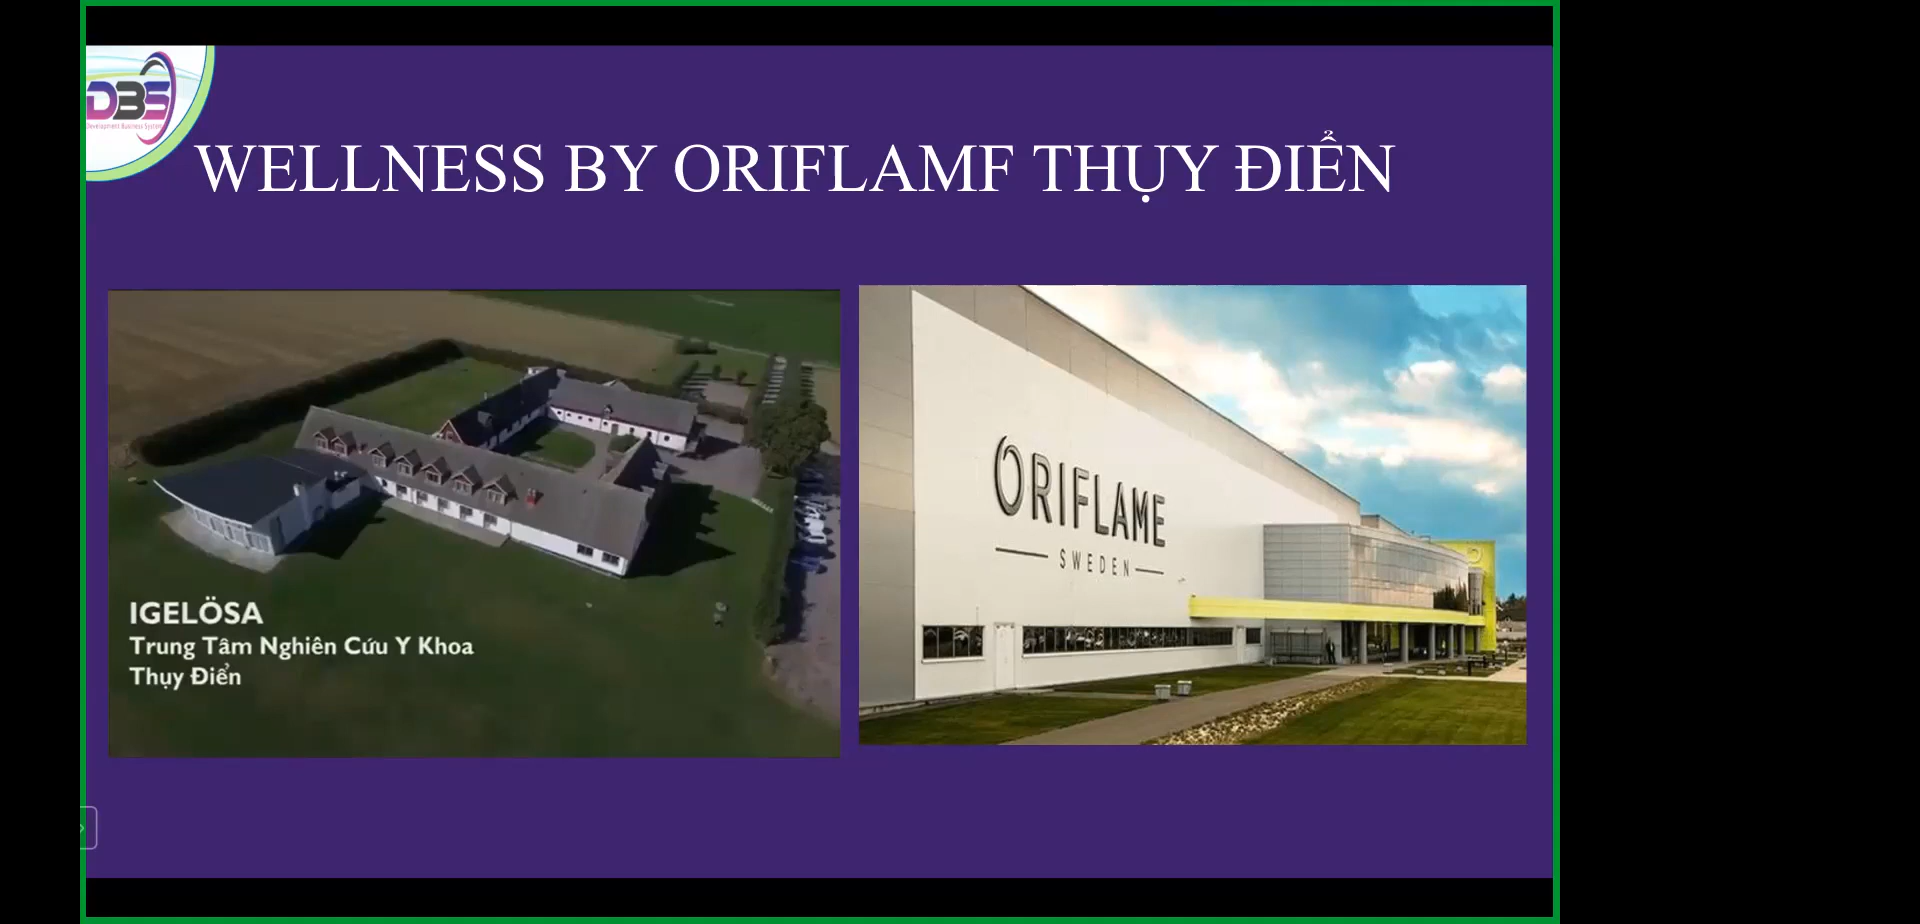 DBS
Development Business System
WELLNESS BY ORIFLAMF THỤY ĐIỂN
IGELÖSA
Trung Tâm Nghiên Cứu Y Khoa
Thụy Điển
ORIFLAME
SWEDEN